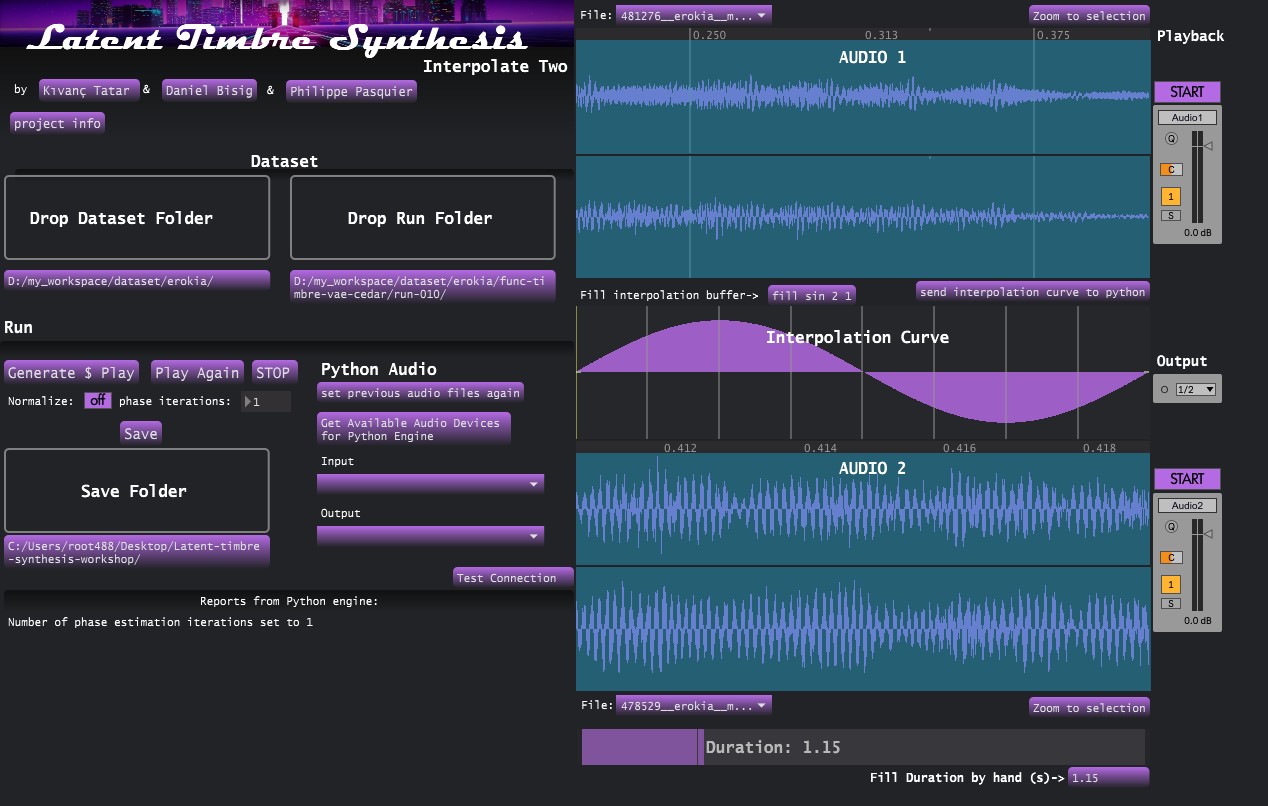 Latent Timbre Synthesis
Interpolate Two
by Kıvanç Tatar & Daniel Bisig & Philippe Pasquier
project info
Dataset
Drop Dataset Folder
Drop Run Folder
D:/my_workspace/dataset/erokia/
D:/my_workspace/dataset/erokia/func-ti
mbre-vae-cedar/run-010/
Run
Generate $ Play
Play Again
STOP
Normalize: off phase iterations: 1
Save
Save Folder
C:/Users/root488/Desktop/Latent-timbre
-synthesis-workshop/
Python Audio
set previous audio files again
Get Available Audio Devices
for Python Engine
Input
Output
Test Connection
Reports from Python engine:
Number of phase estimation iterations set to 1
File: 481276__erokia__m...
Zoom to selection
0.250 0.313 0.375
AUDIO 1
Fill interpolation buffer-> fill sin 2 1
send interpolation curve to python
Interpolation Curve
0.412 0.414 0.416 0.418
AUDIO 2
File: 478529__erokia__m...
Zoom to selection
Duration: 1.15
Fill Duration by hand (s)-> 1.15
Playback
START
Audio1
Q
C
1
S
0.0 dB
Output
1/2
START
Audio2
Q
C
1
S
0.0 dB